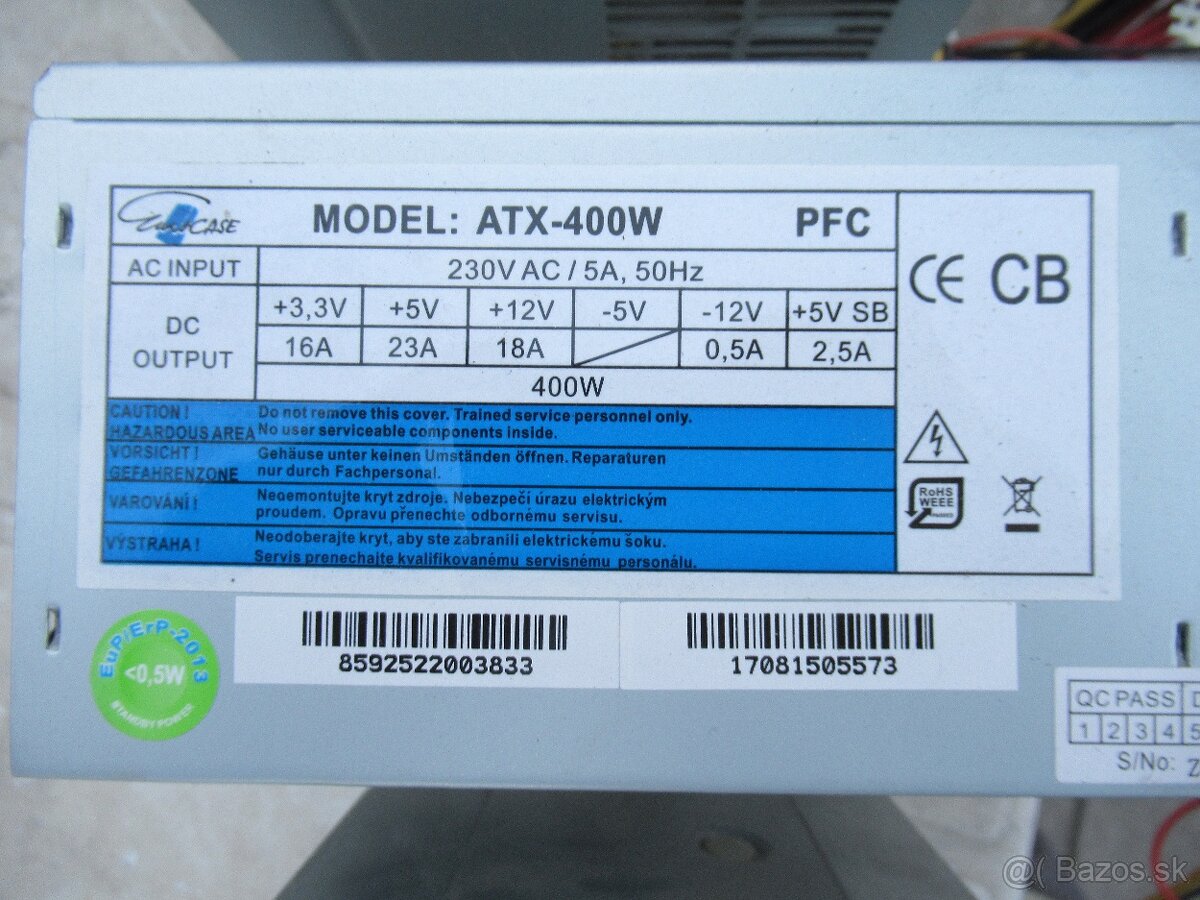 EuroCASE MODEL: ATX-400W PFC
AC INPUT 230V AC / 5A, 50Hz
DC OUTPUT
+3,3V +5V +12V -5V -12V +5V SB
16A 23A 18A 0,5A 2,5A
400W
CE CB
CAUTION! Do not remove this cover. Trained service personnel only.
HAZARDOUS AREA No user serviceable components inside.
VORSICHT! Gehäuse unter keinen Umständen öffnen. Reparaturen
GEFAHRENZONE nur durch Fachpersonal.
VAROVÁNÍ! Nedemontujte kryt zdroje. Nebezpečí úrazu elektrickým
proudem. Opravu přenechte odbornému servisu.
VÝSTRAHA! Neodoberajte kryt, aby ste zabranili elektrickému šoku.
Servis prenechajte kvalifikovanému servisnému personálu.
RoHS
WEEE
EuP/ErP-2013
<0,5W
STANDBY POWER
8592522003833
17081505573
QC PASS D
1 2 3 4 5
S/No: Z
@( Bazos.sk